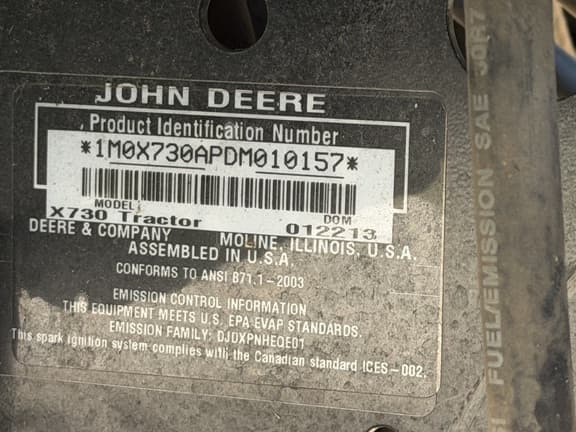 JOHN DEERE
Product Identification Number
*1M0X730APDM010157*
MODEL DOM
X730 Tractor 012213
DEERE & COMPANY MOLINE, ILLINOIS, U.S.A.
ASSEMBLED IN U.S.A.
CONFORMS TO ANSI B71.1-2003
EMISSION CONTROL INFORMATION
THIS EQUIPMENT MEETS U.S. EPA EVAP STANDARDS.
EMISSION FAMILY: DJDXPNHEQE01
This spark ignition system complies with the Canadian standard ICES-002.
FUEL/EMISSION SAE J0R7